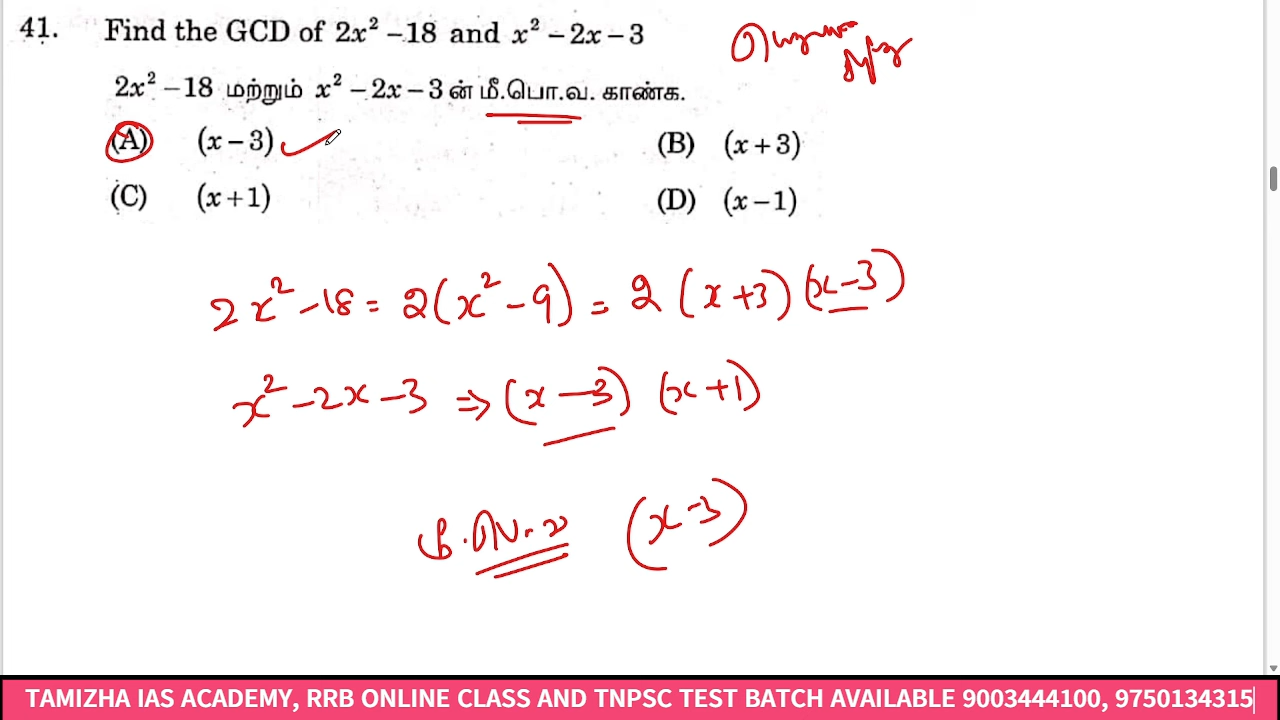 41. Find the GCD of 2x² – 18 and x² – 2x – 3
2x² – 18 மற்றும் x² – 2x – 3 ன் மீ.பொ.வ. காண்க.
(A) (x – 3) (B) (x + 3)
(C) (x + 1) (D) (x – 1)
2x² – 18 = 2(x² – 9) = 2 (x + 3) (x – 3)
x² – 2x – 3 ⇒ (x – 3) (x + 1)
(x – 3)
TAMIZHA IAS ACADEMY, RRB ONLINE CLASS AND TNPSC TEST BATCH AVAILABLE 9003444100, 9750134315